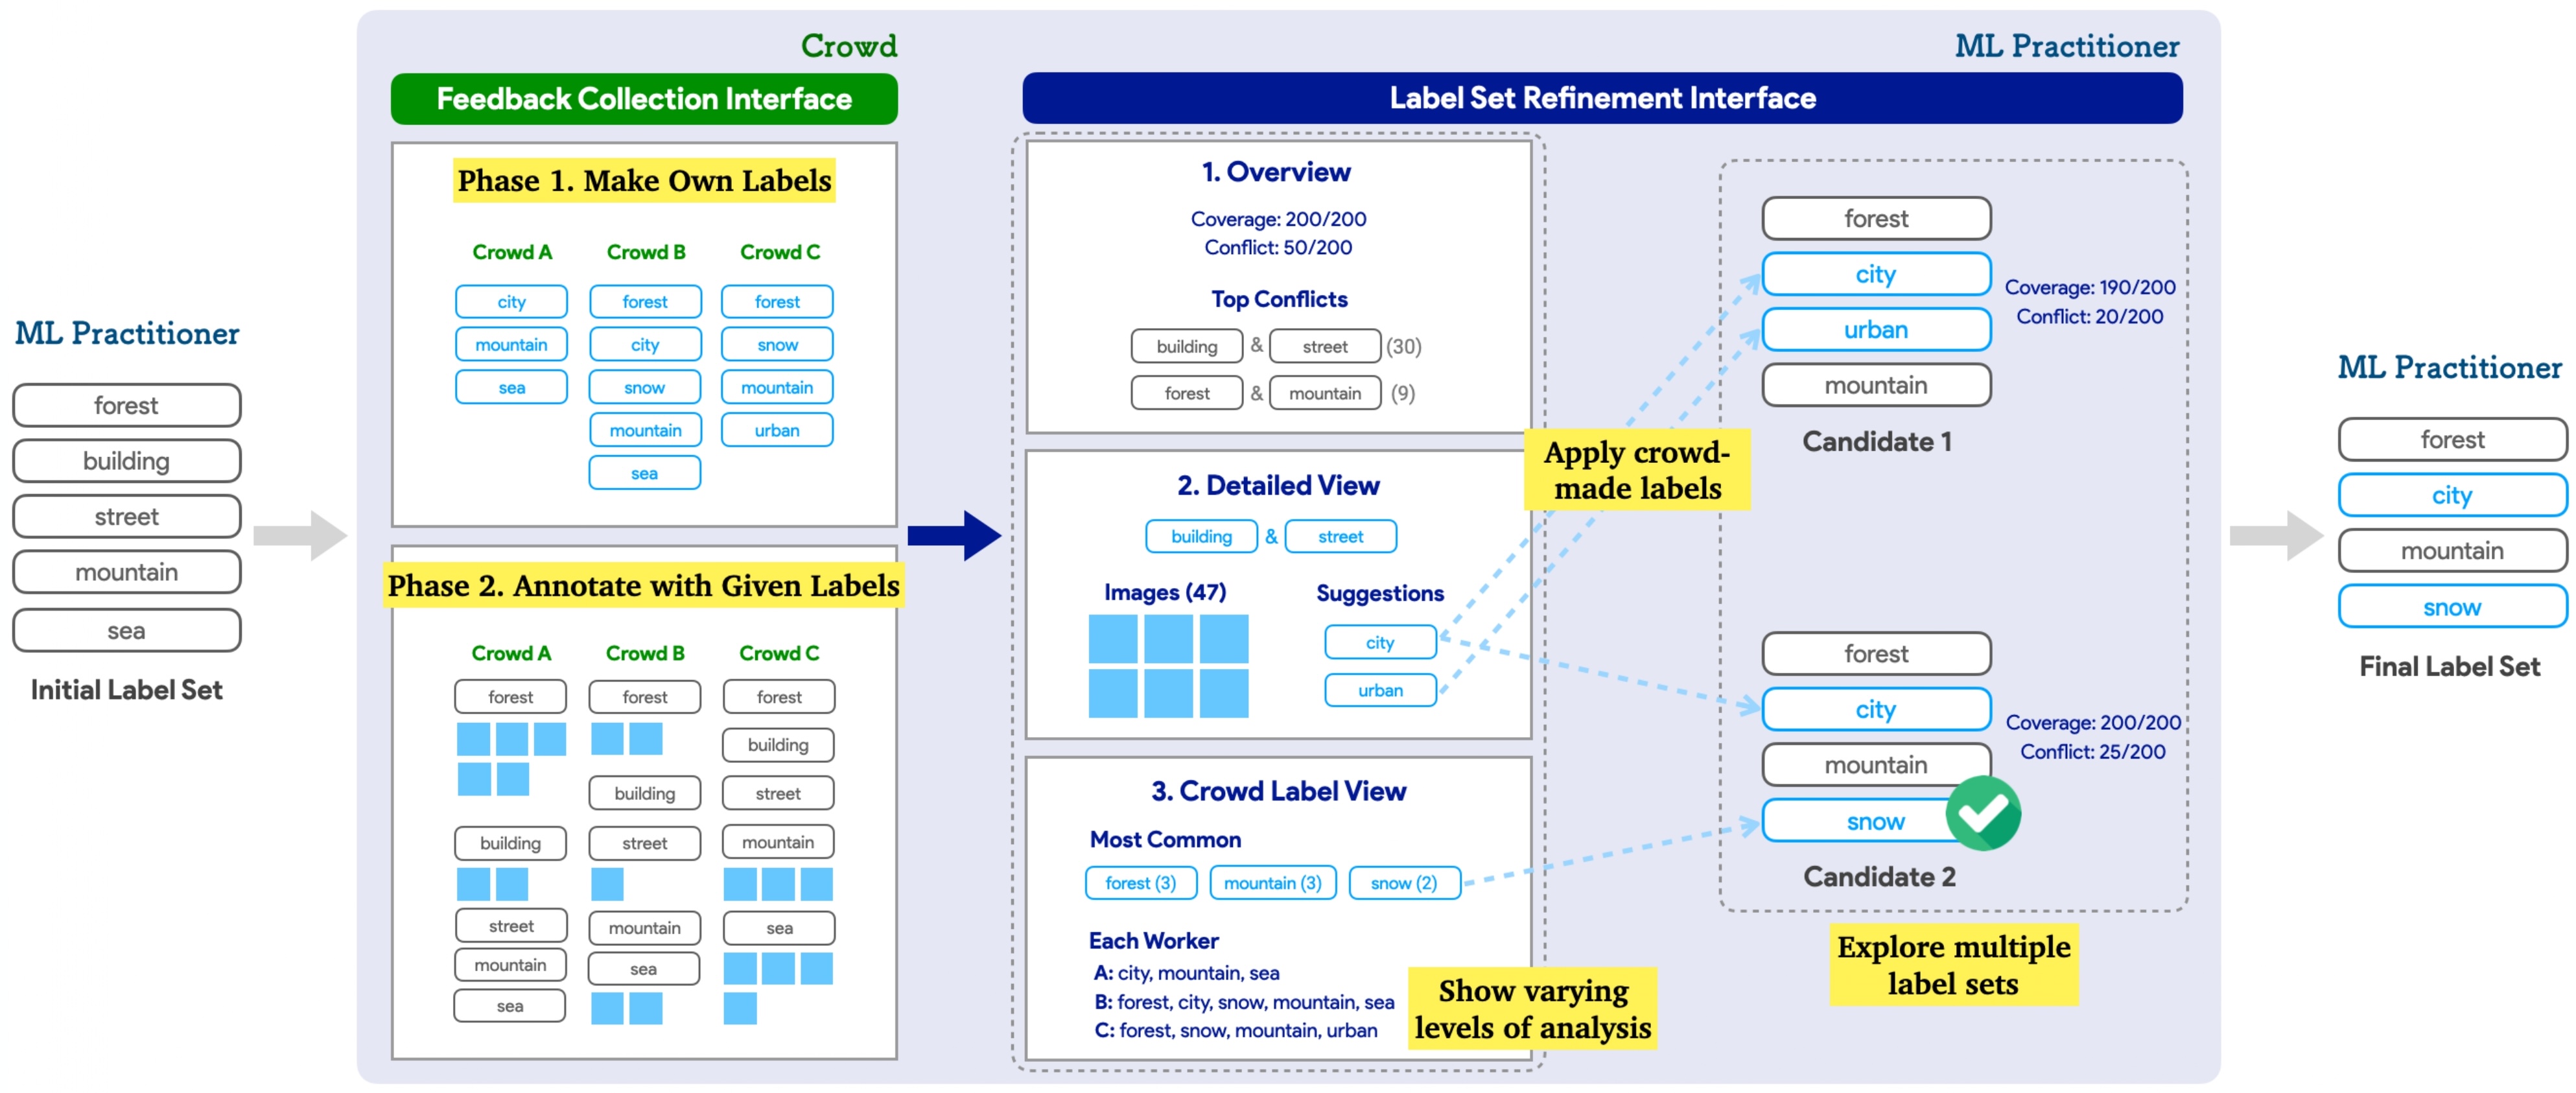 ML Practitioner
forest
building
street
mountain
sea
Initial Label Set
Crowd
Feedback Collection Interface
Phase 1. Make Own Labels
Crowd A
city
mountain
sea
Crowd B
forest
city
snow
mountain
sea
Crowd C
forest
snow
mountain
urban
Phase 2. Annotate with Given Labels
Crowd A
forest
building
street
mountain
sea
Crowd B
forest
building
street
mountain
sea
Crowd C
forest
building
street
mountain
sea
ML Practitioner
Label Set Refinement Interface
1. Overview
Coverage: 200/200
Conflict: 50/200
Top Conflicts
building & street (30)
forest & mountain (9)
2. Detailed View
building & street
Images (47)
Suggestions
city
urban
3. Crowd Label View
Most Common
forest (3) mountain (3) snow (2)
Each Worker
A: city, mountain, sea
B: forest, city, snow, mountain, sea
C: forest, snow, mountain, urban
Show varying
levels of analysis
Apply crowd-
made labels
forest
city
urban
mountain
Coverage: 190/200
Conflict: 20/200
Candidate 1
forest
city
mountain
snow
Coverage: 200/200
Conflict: 25/200
Candidate 2
Explore multiple
label sets
ML Practitioner
forest
city
mountain
snow
Final Label Set